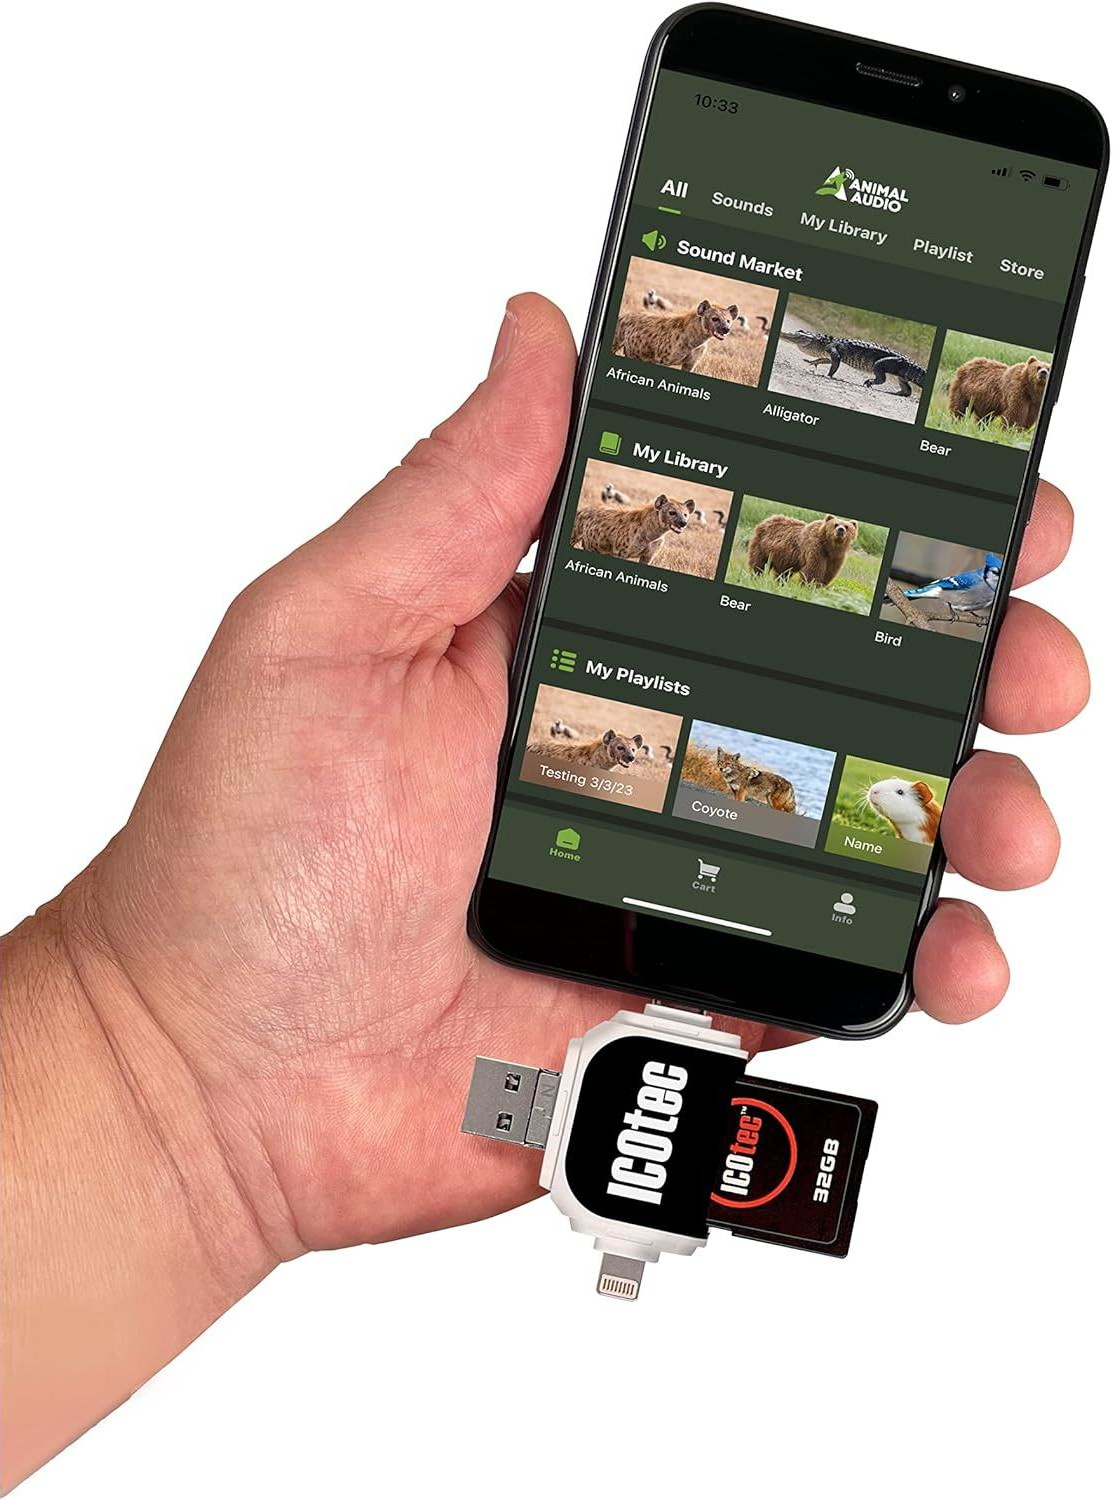 10:33
ANIMAL
AUDIO
All
Sounds
My Library
Playlist
Store
Sound Market
African Animals
Alligator
Bear
My Library
African Animals
Bear
Bird
My Playlists
Testing 3/3/23
Coyote
Name
Home
Cart
Info
N
ICOtec
ICOtec™
32GB